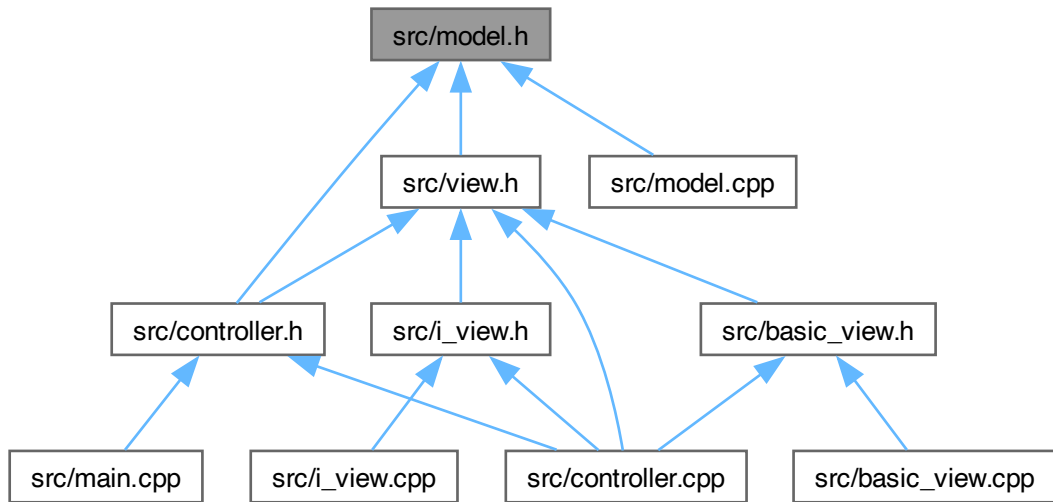 src/model.h
src/view.h
src/model.cpp
src/controller.h
src/i_view.h
src/basic_view.h
src/main.cpp
src/i_view.cpp
src/controller.cpp
src/basic_view.cpp